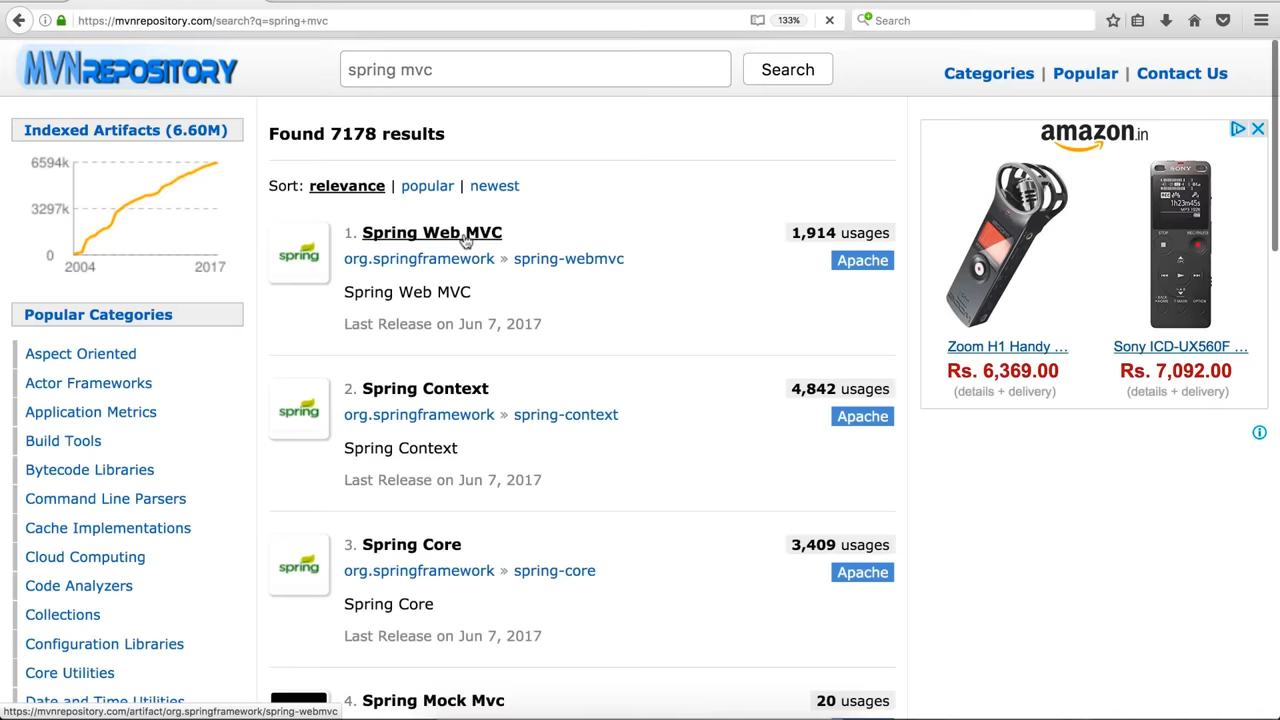 https://mvnrepository.com/search?q=spring+mvc
133%
Search
MVNREPOSITORY
spring mvc
Search
Categories | Popular | Contact Us
Indexed Artifacts (6.60M)
6594k
3297k
0
2004
2017
Popular Categories
Aspect Oriented
Actor Frameworks
Application Metrics
Build Tools
Bytecode Libraries
Command Line Parsers
Cache Implementations
Cloud Computing
Code Analyzers
Collections
Configuration Libraries
Core Utilities
Date and Time Utilities
https://mvnrepository.com/artifact/org.springframework/spring-webmvc
Found 7178 results
Sort: relevance | popular | newest
spring
1. Spring Web MVC
1,914 usages
org.springframework » spring-webmvc
Apache
Spring Web MVC
Last Release on Jun 7, 2017
spring
2. Spring Context
4,842 usages
org.springframework » spring-context
Apache
Spring Context
Last Release on Jun 7, 2017
spring
3. Spring Core
3,409 usages
org.springframework » spring-core
Apache
Spring Core
Last Release on Jun 7, 2017
4. Spring Mock Mvc
20 usages
amazon.in
Zoom H1 Handy ...
Rs. 6,369.00
(details + delivery)
SONY
1h23m45s
Sony ICD-UX560F ...
Rs. 7,092.00
(details + delivery)